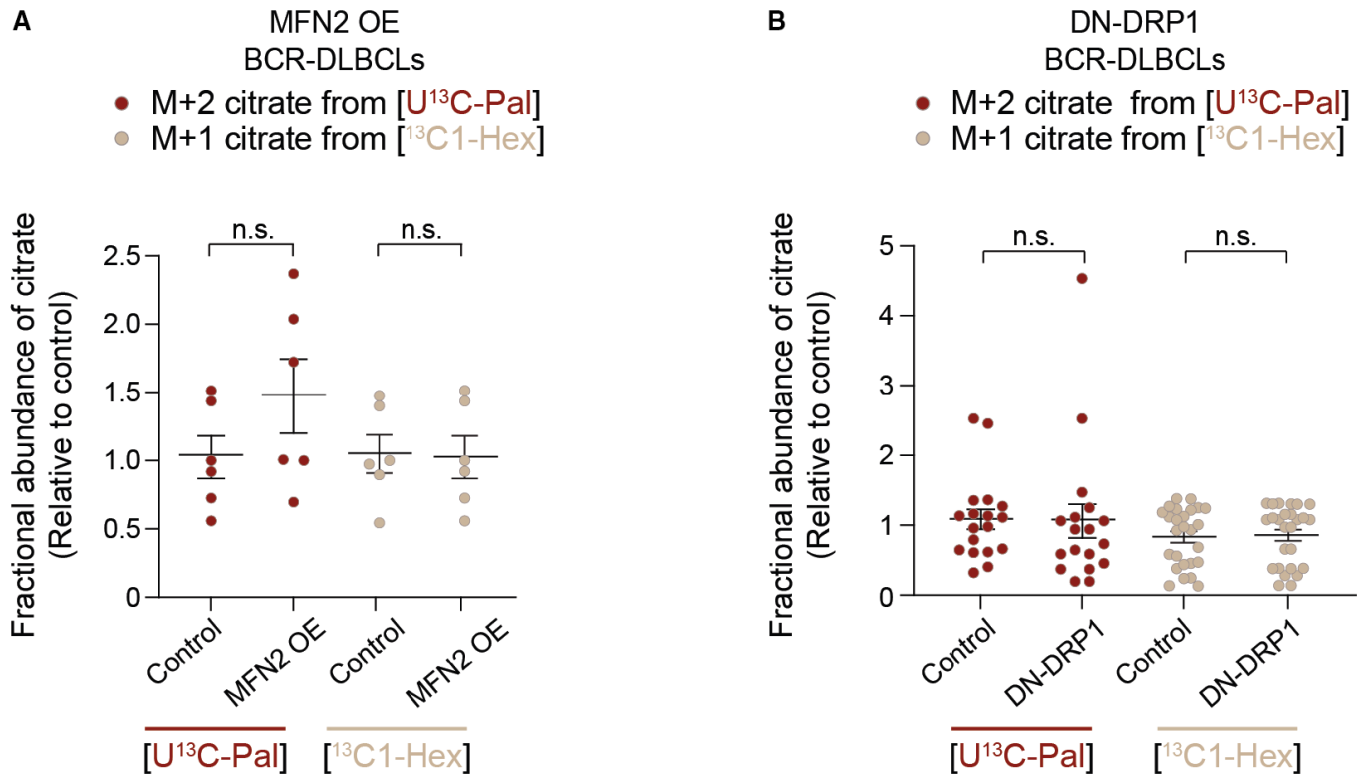 A
MFN2 OE
BCR-DLBCLs
M+2 citrate from [U¹³C-Pal]
M+1 citrate from [¹³C1-Hex]
Fractional abundance of citrate
(Relative to control)
2.5
2.0
1.5
1.0
0.5
0
n.s.
n.s.
Control
MFN2 OE
Control
MFN2 OE
[U¹³C-Pal]
[¹³C1-Hex]
B
DN-DRP1
BCR-DLBCLs
M+2 citrate from [U¹³C-Pal]
M+1 citrate from [¹³C1-Hex]
Fractional abundance of citrate
(Relative to control)
5
4
3
2
1
0
n.s.
n.s.
Control
DN-DRP1
Control
DN-DRP1
[U¹³C-Pal]
[¹³C1-Hex]